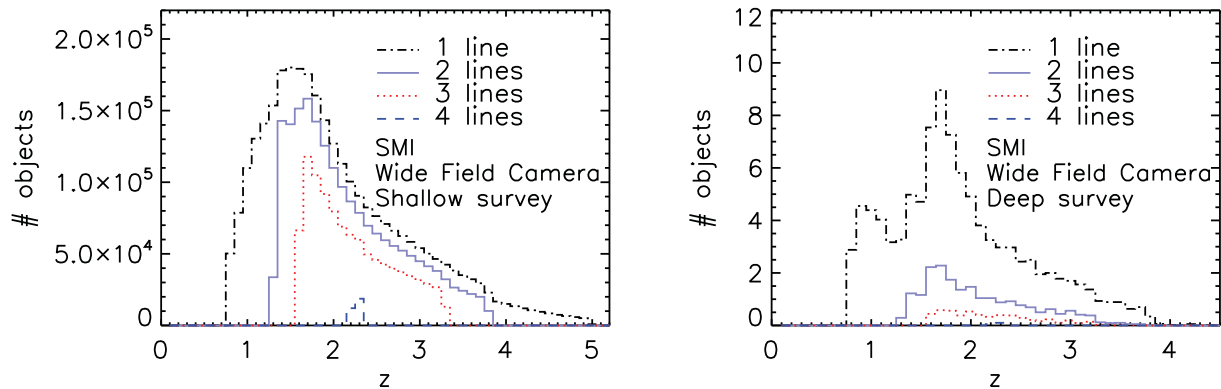 2.0×10⁵
1.5×10⁵
1.0×10⁵
5.0×10⁴
0
# objects
1 line
2 lines
3 lines
4 lines
SMI
Wide Field Camera
Shallow survey
0 1 2 3 4 5
z
12
10
8
6
4
2
0
# objects
1 line
2 lines
3 lines
4 lines
SMI
Wide Field Camera
Deep survey
0 1 2 3 4
z